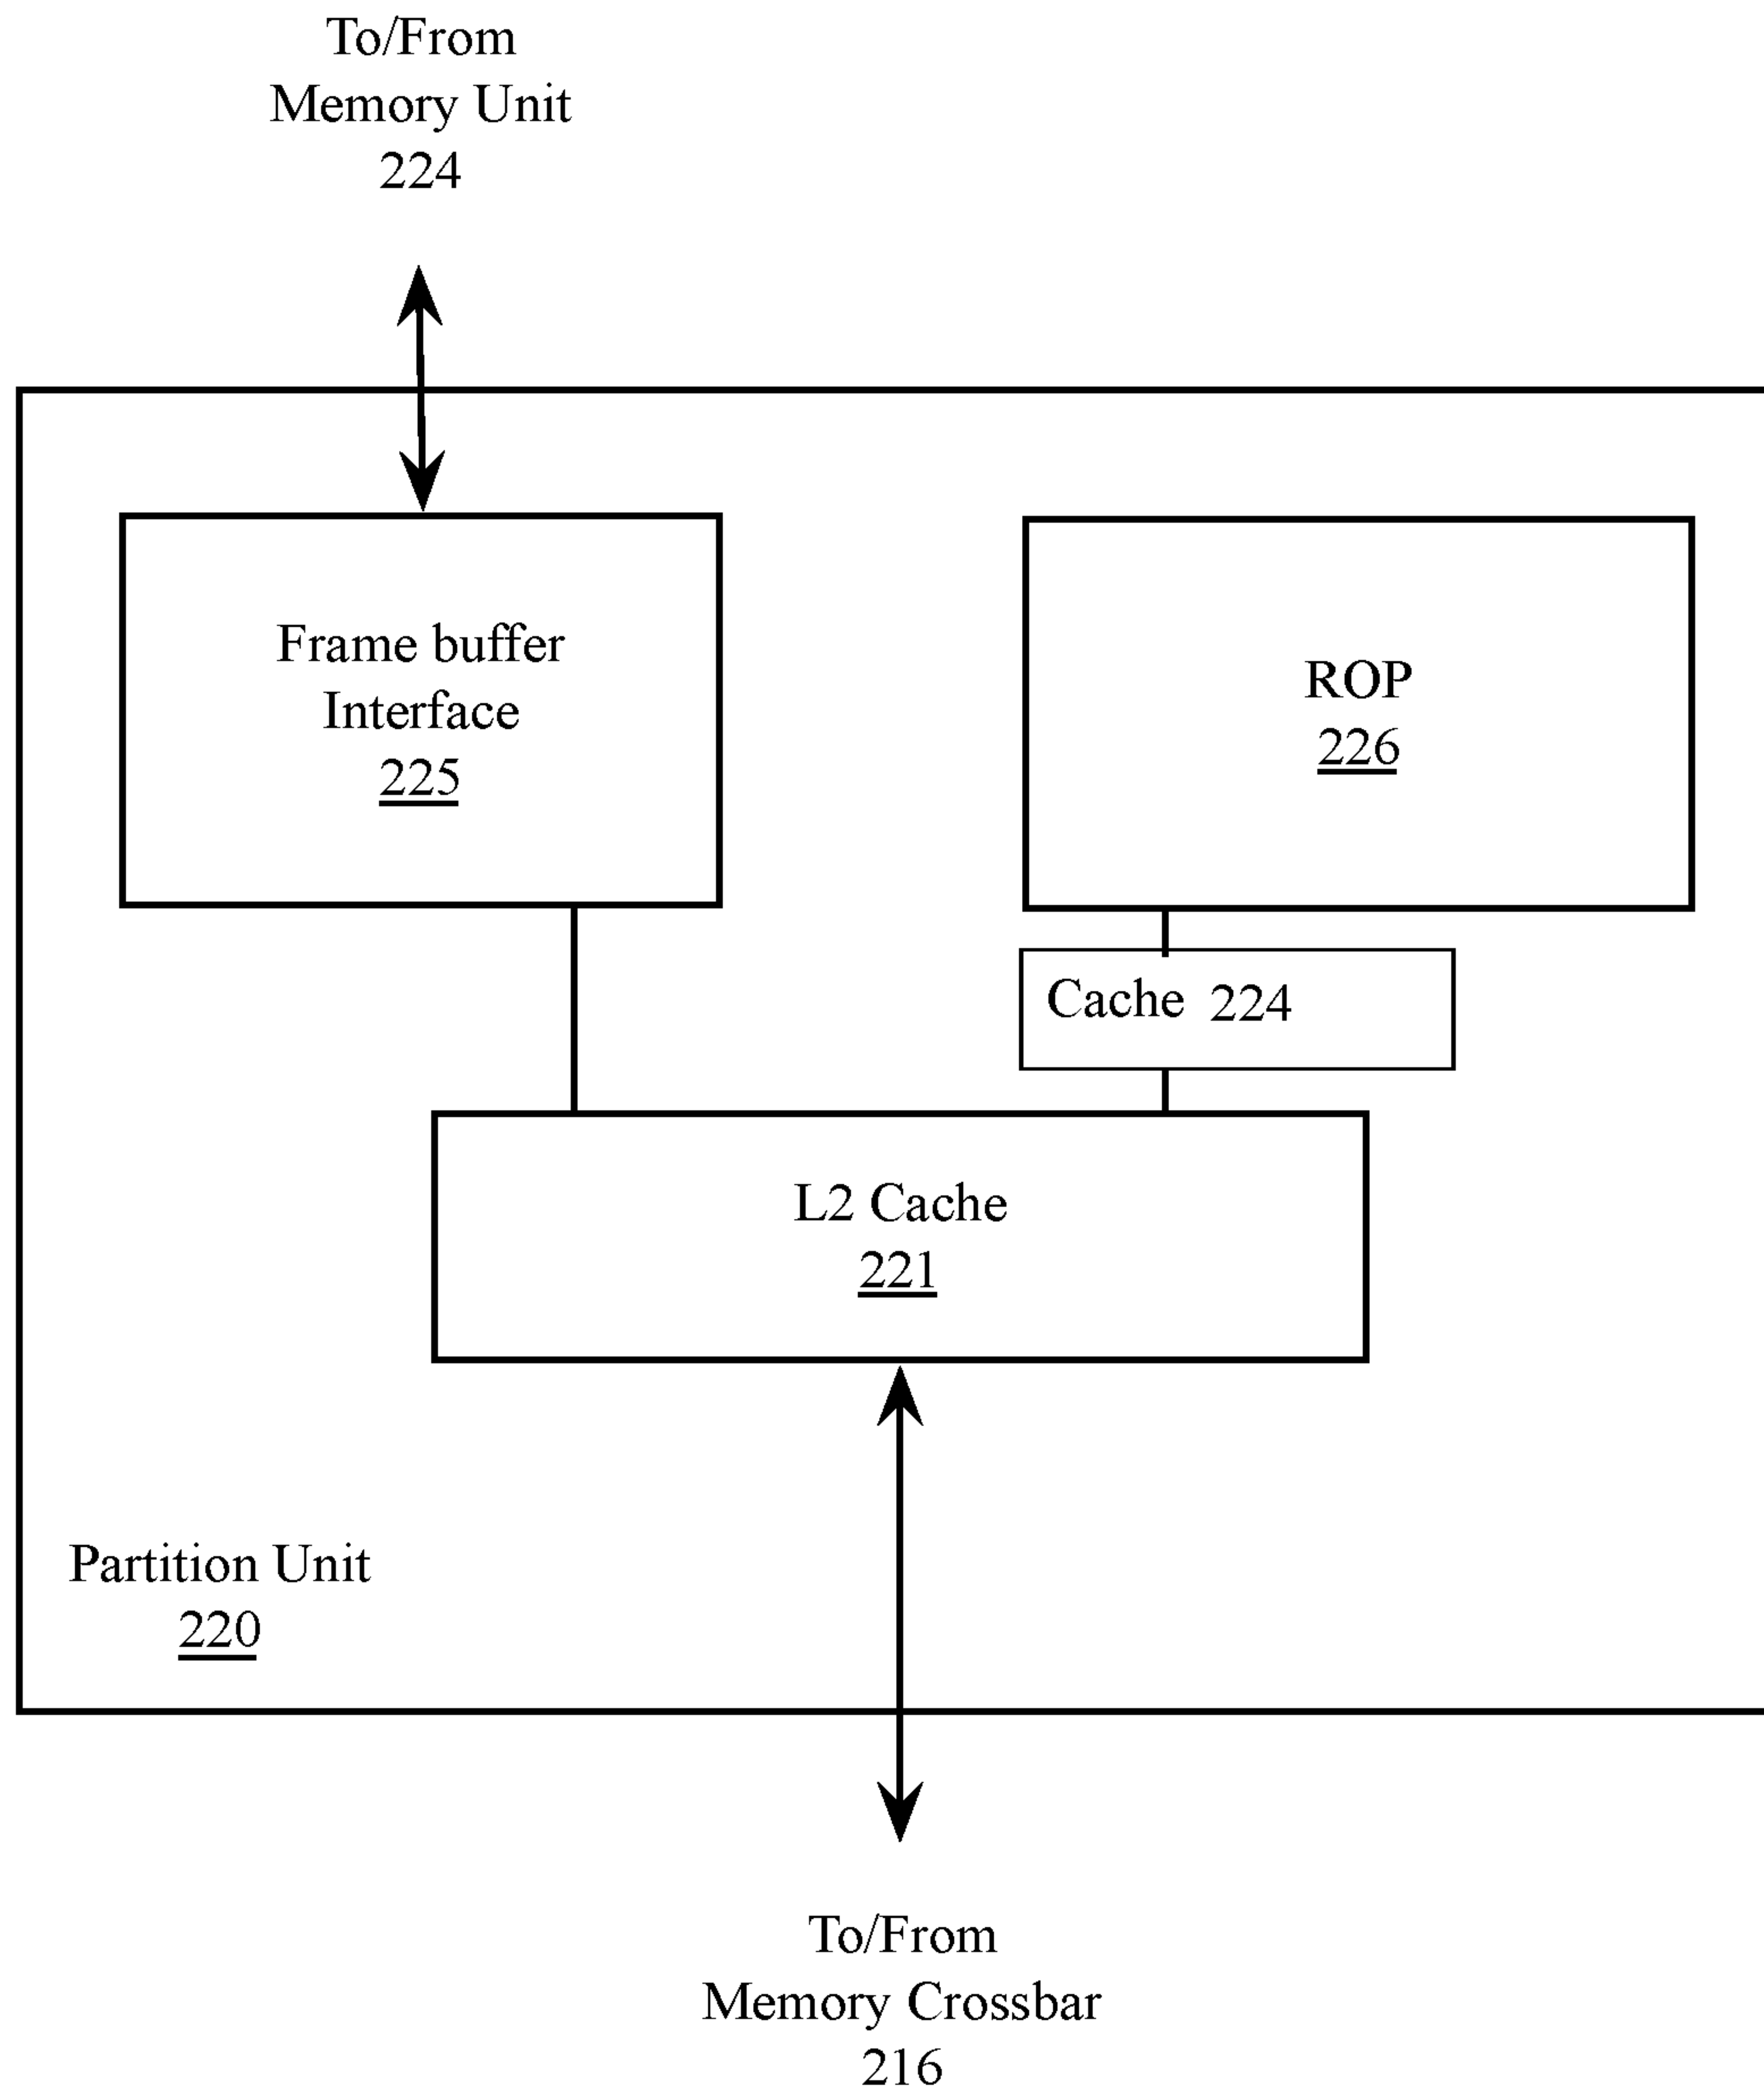 To/From
Memory Unit
224
Frame buffer
Interface
225
ROP
226
Cache 224
L2 Cache
221
Partition Unit
220
To/From
Memory Crossbar
216